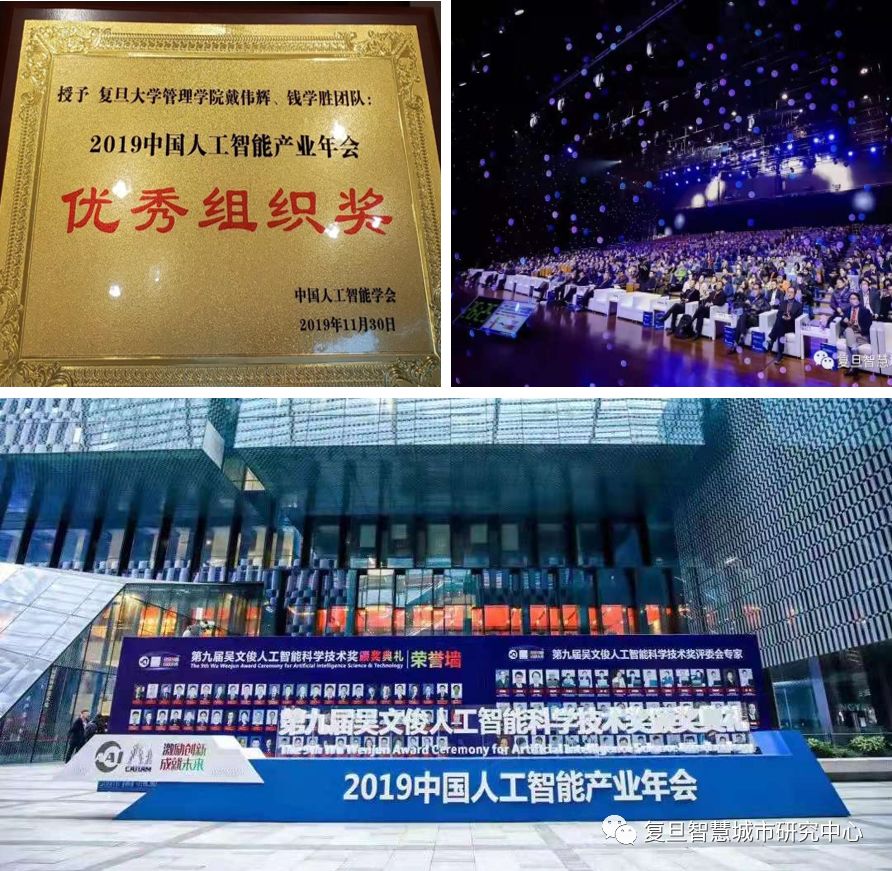 授予 复旦大学管理学院戴伟辉、钱学胜团队：
2019中国人工智能产业年会
优秀组织奖
中国人工智能学会
2019年11月30日
复旦智慧
第九届吴文俊人工智能科学技术奖颁奖典礼
The 9th Wu Wenjun Award Ceremony for Artificial Intelligence Science & Technology
荣誉墙
第九届吴文俊人工智能科学技术奖评委会专家
第九届吴文俊人工智能科学技术奖颁奖典礼
The 9th Wu Wenjun Award Ceremony for Artificial Intelligence
激励创新
成就未来
2019中国人工智能产业年会
复旦智慧城市研究中心